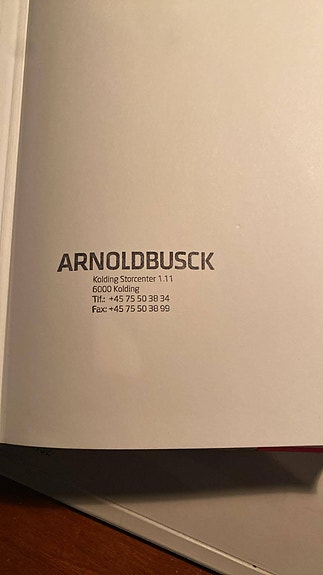 ARNOLDBUSCK
Kolding Storcenter 1.11
6000 Kolding
Tlf.: +45 75 50 38 34
Fax: +45 75 50 38 99